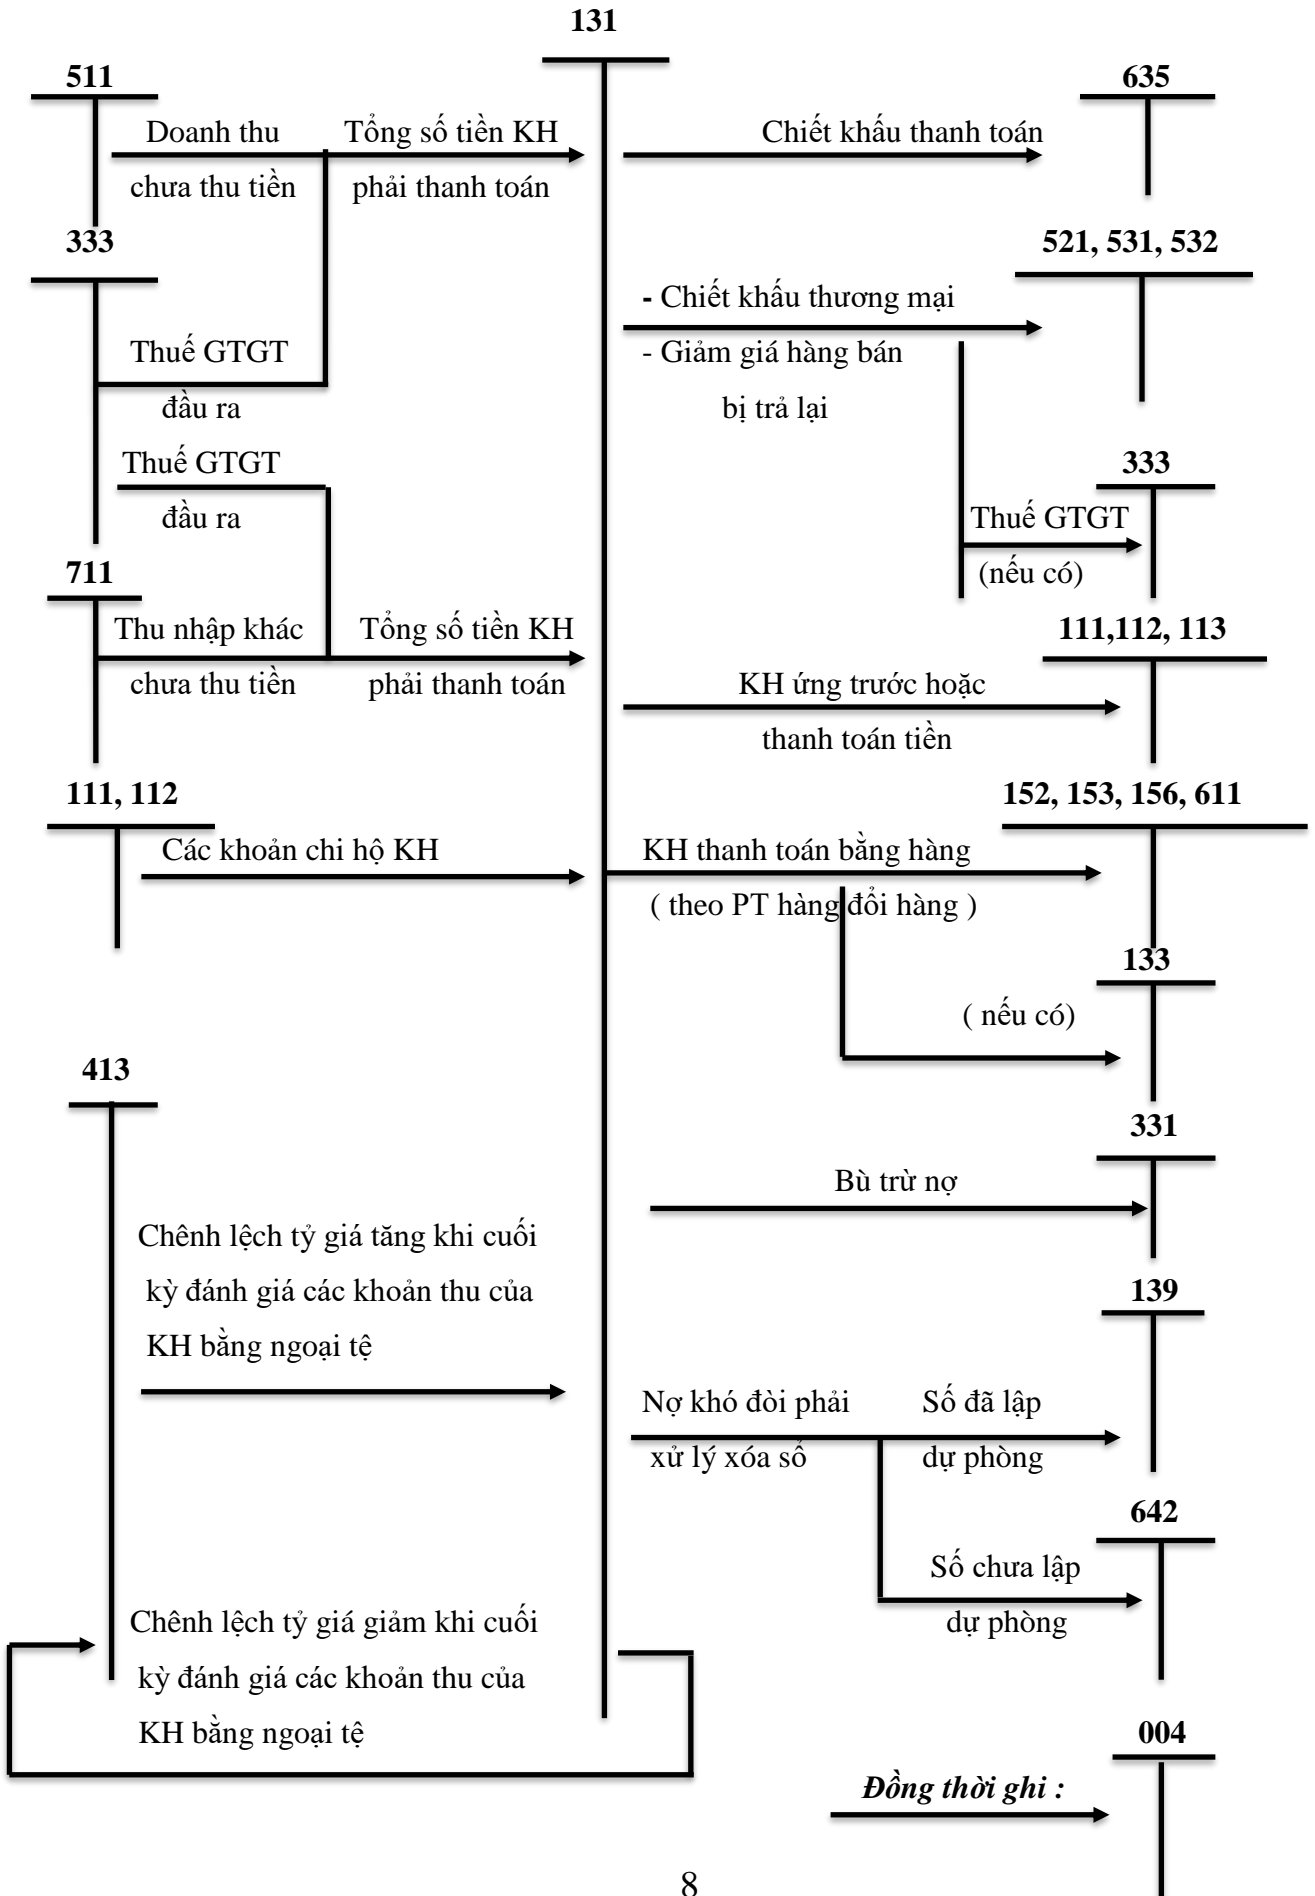 131
511
635
Doanh thu
Tổng số tiền KH
Chiết khấu thanh toán
chưa thu tiền
phải thanh toán
333
521, 531, 532
- Chiết khấu thương mại
Thuế GTGT
- Giảm giá hàng bán
đầu ra
bị trả lại
Thuế GTGT
333
đầu ra
Thuế GTGT
(nếu có)
711
Thu nhập khác
Tổng số tiền KH
111,112, 113
chưa thu tiền
phải thanh toán
KH ứng trước hoặc
thanh toán tiền
111, 112
152, 153, 156, 611
Các khoản chi hộ KH
KH thanh toán bằng hàng
( theo PT hàng đổi hàng )
133
( nếu có)
413
331
Bù trừ nợ
Chênh lệch tỷ giá tăng khi cuối
kỳ đánh giá các khoản thu của
KH bằng ngoại tệ
139
Nợ khó đòi phải
Số đã lập
xử lý xóa sổ
dự phòng
642
Số chưa lập
dự phòng
Chênh lệch tỷ giá giảm khi cuối
kỳ đánh giá các khoản thu của
KH bằng ngoại tệ
004
Đồng thời ghi :
8